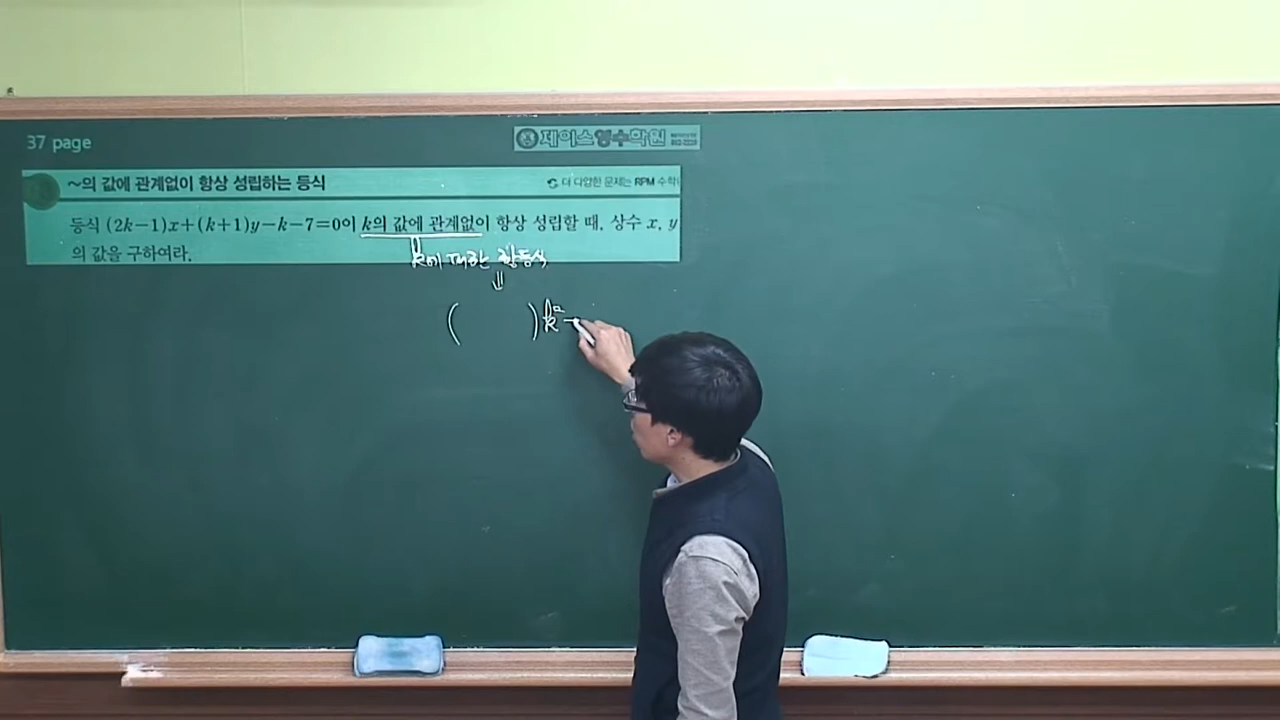 37 page
제이스영수학원
~의 값에 관계없이 항상 성립하는 등식
더 다양한 문제는 RPM 수학
등식 (2k-1)x+(k+1)y-k-7=0이 k의 값에 관계없이 항상 성립할 때, 상수 x, y
의 값을 구하여라.
k에 대한 항등식
⇓
( )k